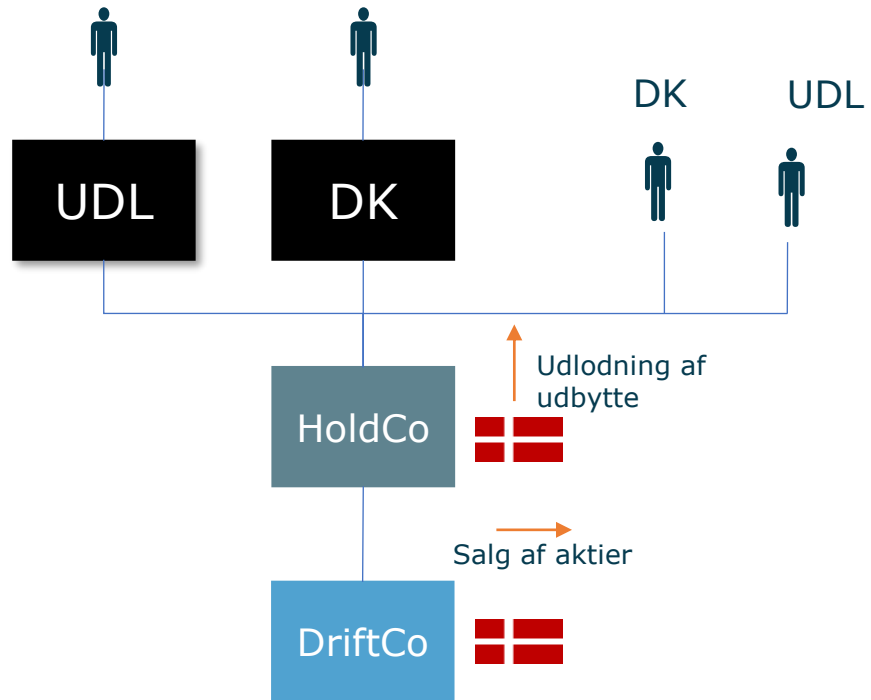 DK
UDL
UDL
DK
Udlodning af
udbytte
HoldCo
Salg af aktier
DriftCo